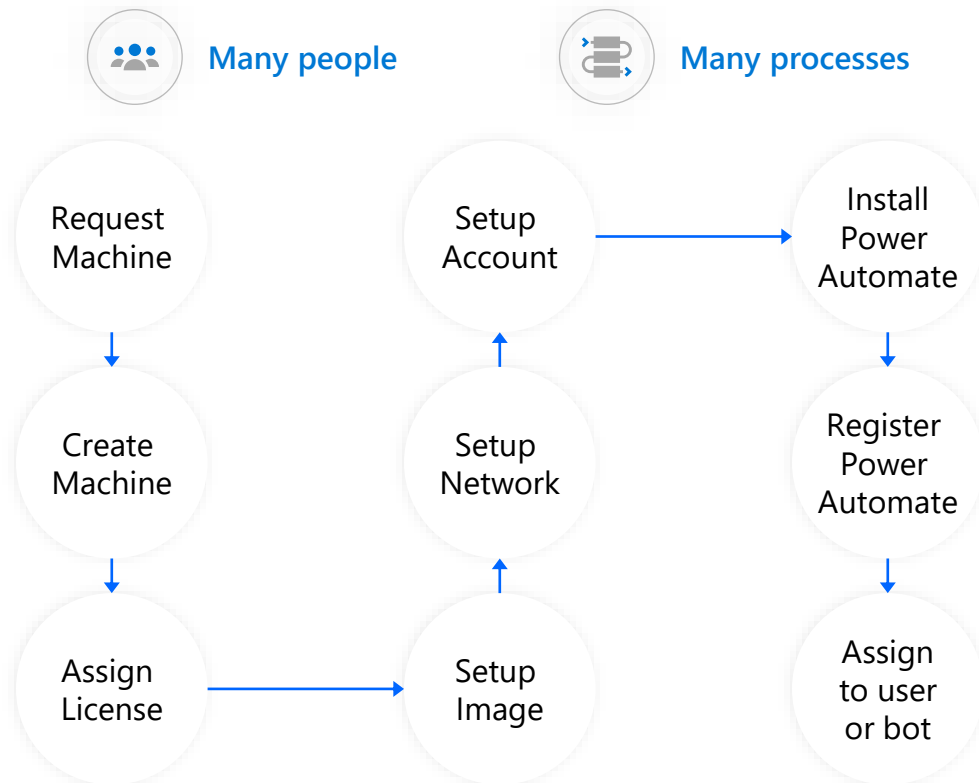 Many people
Many processes
Request
Machine
Create
Machine
Assign
License
Setup
Image
Setup
Network
Setup
Account
Install
Power
Automate
Register
Power
Automate
Assign
to user
or bot